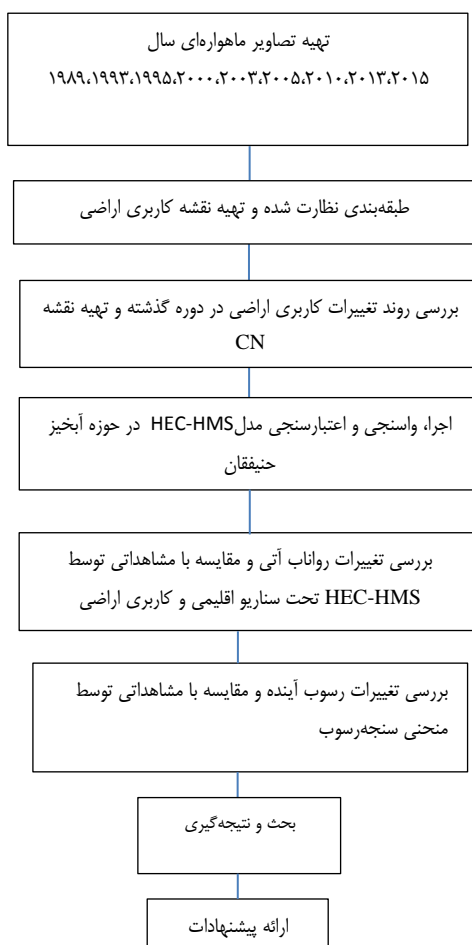 تهیه تصاویر ماهواره‌ای سال
۱۹۸۹،۱۹۹۳،۱۹۹۵،۲۰۰۰،۲۰۰۳،۲۰۰۵،۲۰۱۰،۲۰۱۳،۲۰۱۵
طبقه‌بندی نظارت شده و تهیه نقشه کاربری اراضی
بررسی روند تغییرات کاربری اراضی در دوره گذشته و تهیه نقشه
CN
اجرا، واسنجی و اعتبارسنجی مدلHEC-HMS در حوزه آبخیز
حنیفقان
بررسی تغییرات رواناب آتی و مقایسه با مشاهداتی توسط
HEC-HMS تحت سناریو اقلیمی و کاربری اراضی
بررسی تغییرات رسوب آینده و مقایسه با مشاهداتی توسط
منحنی سنجه‌رسوب
بحث و نتیجه‌گیری
ارائه پیشنهادات